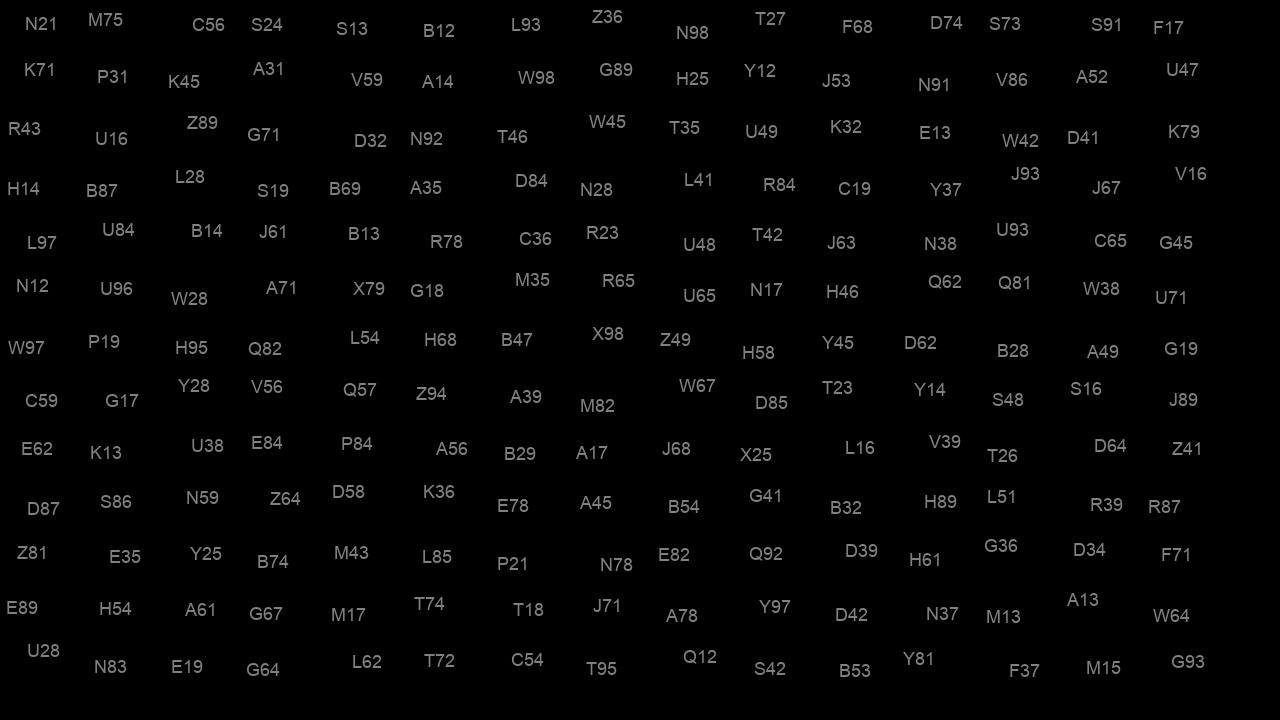 N21 M75 C56 S24 S13 B12 L93 Z36 N98 T27 F68 D74 S73 S91 F17
K71 P31 K45 A31 V59 A14 W98 G89 H25 Y12 J53 N91 V86 A52 U47
R43 U16 Z89 G71 D32 N92 T46 W45 T35 U49 K32 E13 W42 D41 K79
H14 B87 L28 S19 B69 A35 D84 N28 L41 R84 C19 Y37 J93 J67 V16
L97 U84 B14 J61 B13 R78 C36 R23 U48 T42 J63 N38 U93 C65 G45
N12 U96 W28 A71 X79 G18 M35 R65 U65 N17 H46 Q62 Q81 W38 U71
W97 P19 H95 Q82 L54 H68 B47 X98 Z49 H58 Y45 D62 B28 A49 G19
C59 G17 Y28 V56 Q57 Z94 A39 M82 W67 D85 T23 Y14 S48 S16 J89
E62 K13 U38 E84 P84 A56 B29 A17 J68 X25 L16 V39 T26 D64 Z41
D87 S86 N59 Z64 D58 K36 E78 A45 B54 G41 B32 H89 L51 R39 R87
Z81 E35 Y25 B74 M43 L85 P21 N78 E82 Q92 D39 H61 G36 D34 F71
E89 H54 A61 G67 M17 T74 T18 J71 A78 Y97 D42 N37 M13 A13 W64
U28 N83 E19 G64 L62 T72 C54 T95 Q12 S42 B53 Y81 F37 M15 G93